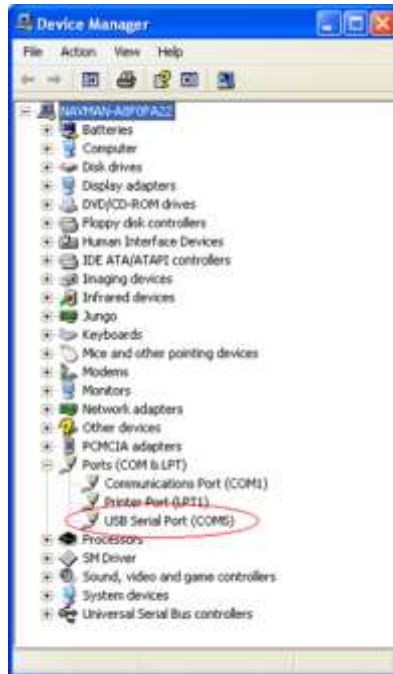 Device Manager
File Action View Help
NAVMAN-A8F0FA22
Batteries
Computer
Disk drives
Display adapters
DVD/CD-ROM drives
Floppy disk controllers
Human Interface Devices
IDE ATA/ATAPI controllers
Imaging devices
Infrared devices
Jungo
Keyboards
Mice and other pointing devices
Modems
Monitors
Network adapters
Other devices
PCMCIA adapters
Ports (COM & LPT)
Communications Port (COM1)
Printer Port (LPT1)
USB Serial Port (COM5)
Processors
SM Driver
Sound, video and game controllers
System devices
Universal Serial Bus controllers